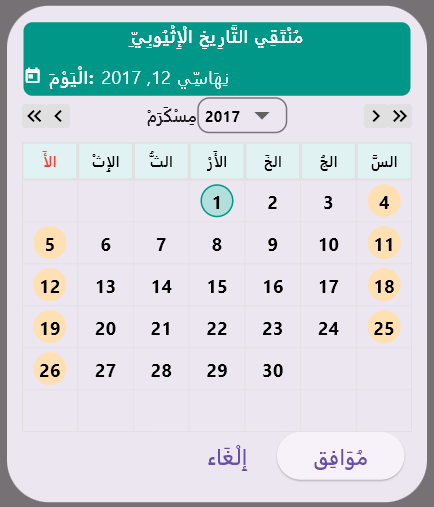 مُنْتَقِي التَّارِيخِ الْإِثْيُوبِيِّ
الْيَوْمَ: نِهَاسِّي 12, 2017
مِسْكَرَمْ 2017
الأَ الإِثْ الثُّ الأَرْ الخَ الجُ السَّ
1 2 3 4
5 6 7 8 9 10 11
12 13 14 15 16 17 18
19 20 21 22 23 24 25
26 27 28 29 30
إِلْغَاء مُوَافِق